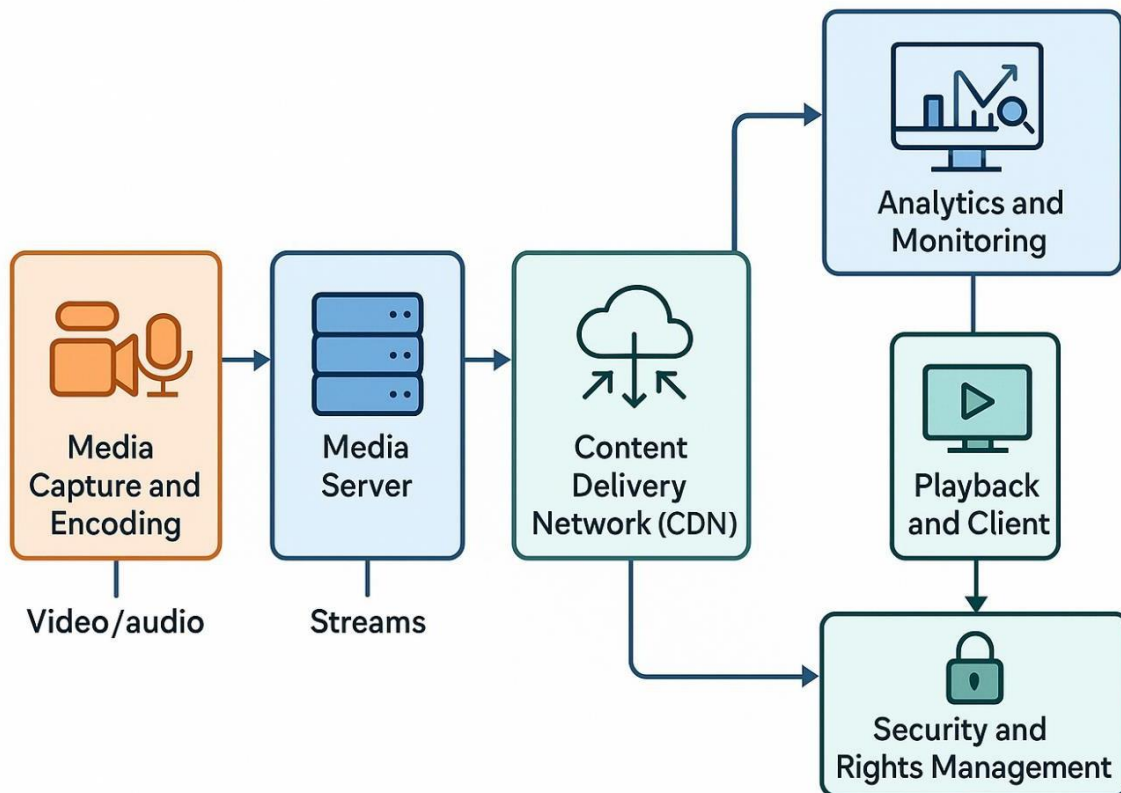 Media
Capture and
Encoding
Video/audio
Media
Server
Streams
Content
Delivery
Network (CDN)
Analytics and
Monitoring
Playback
and Client
Security and
Rights Management